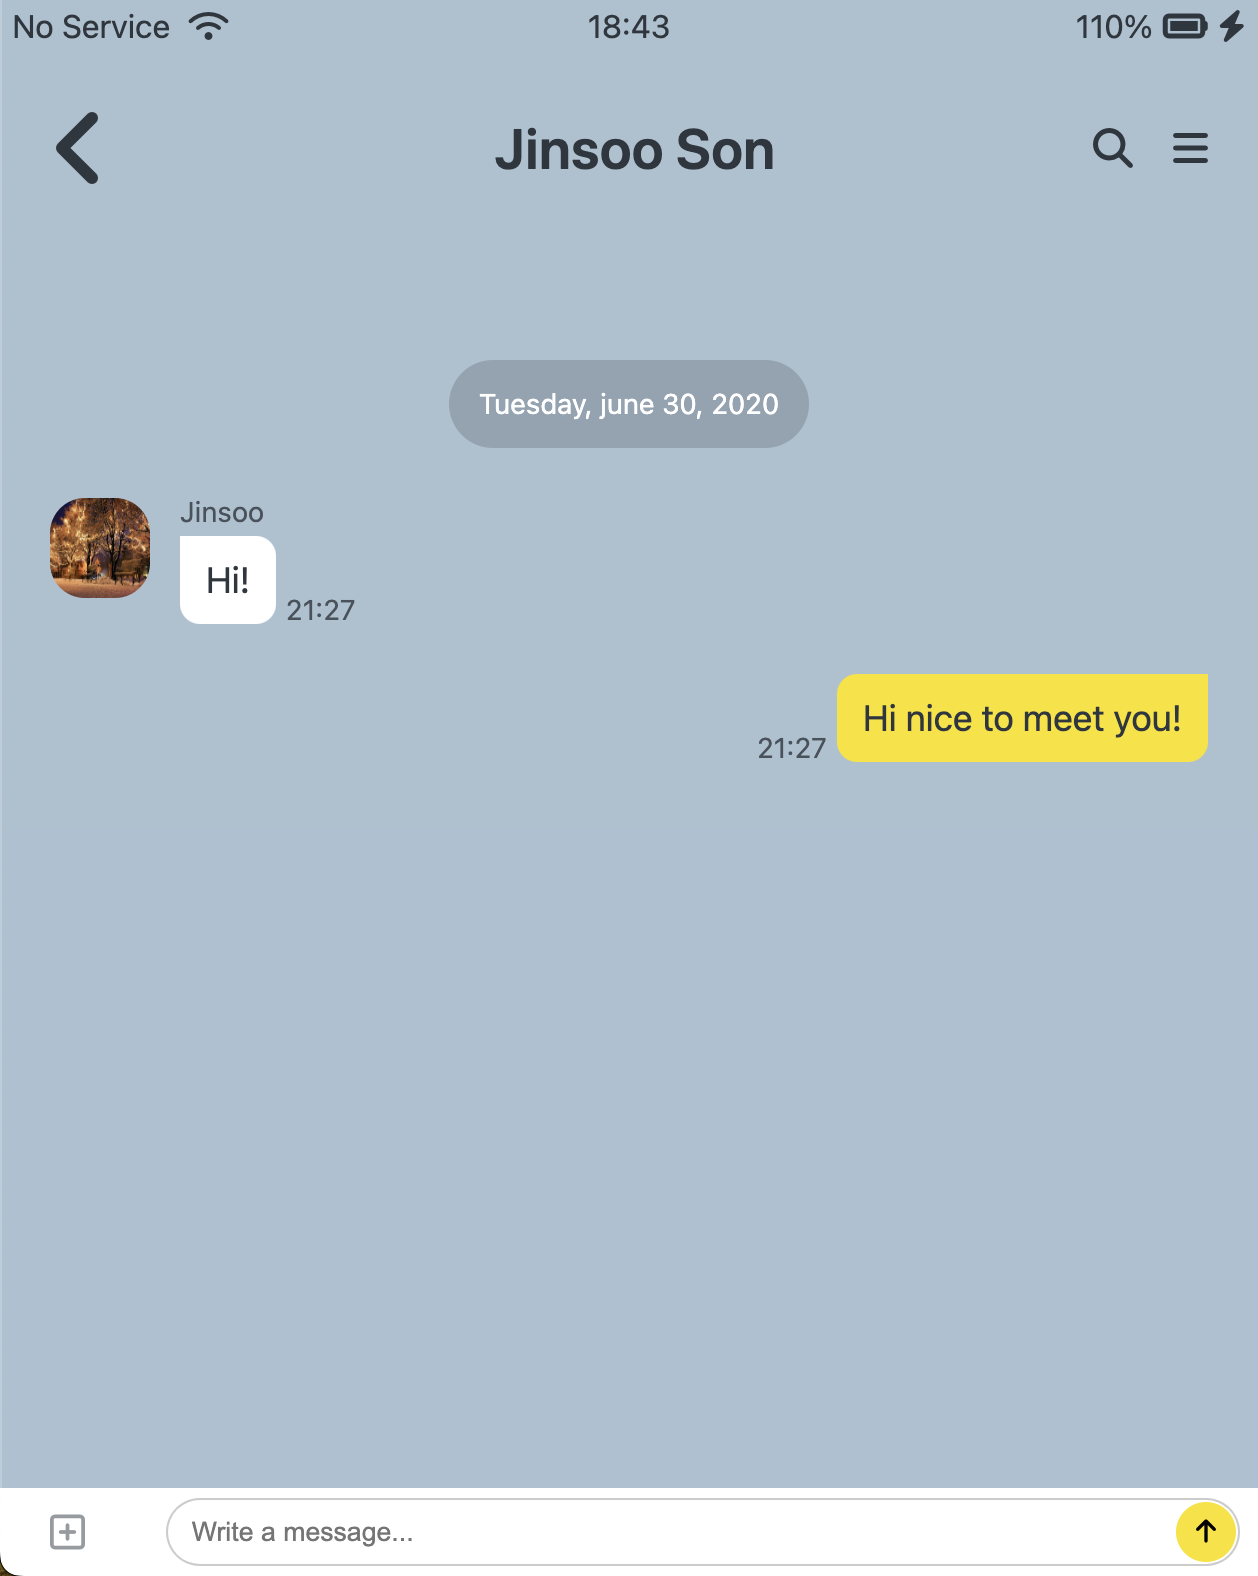 No Service 18:43 110%
Jinsoo Son
Tuesday, june 30, 2020
Jinsoo
Hi!
21:27
Hi nice to meet you!
21:27
Write a message...